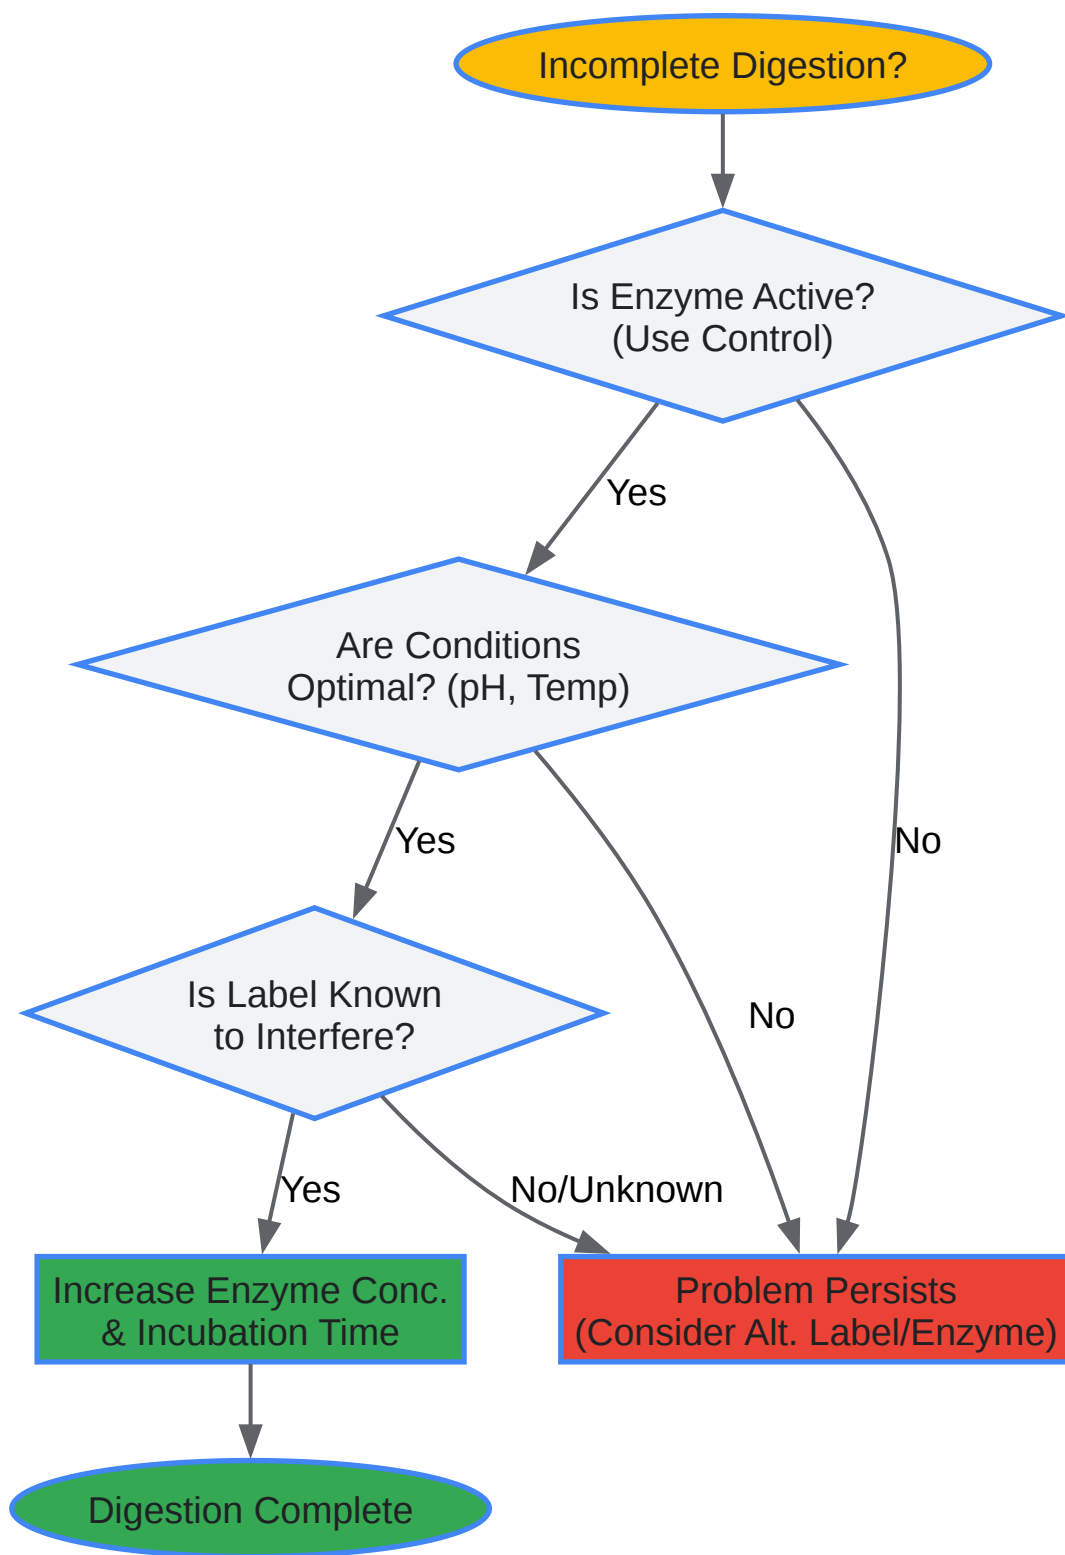 Incomplete Digestion?
Is Enzyme Active?
(Use Control)
Yes
Are Conditions
Optimal? (pH, Temp)
Yes
No
Is Label Known
to Interfere?
No
Yes
No/Unknown
Increase Enzyme Conc.
& Incubation Time
Problem Persists
(Consider Alt. Label/Enzyme)
Digestion Complete